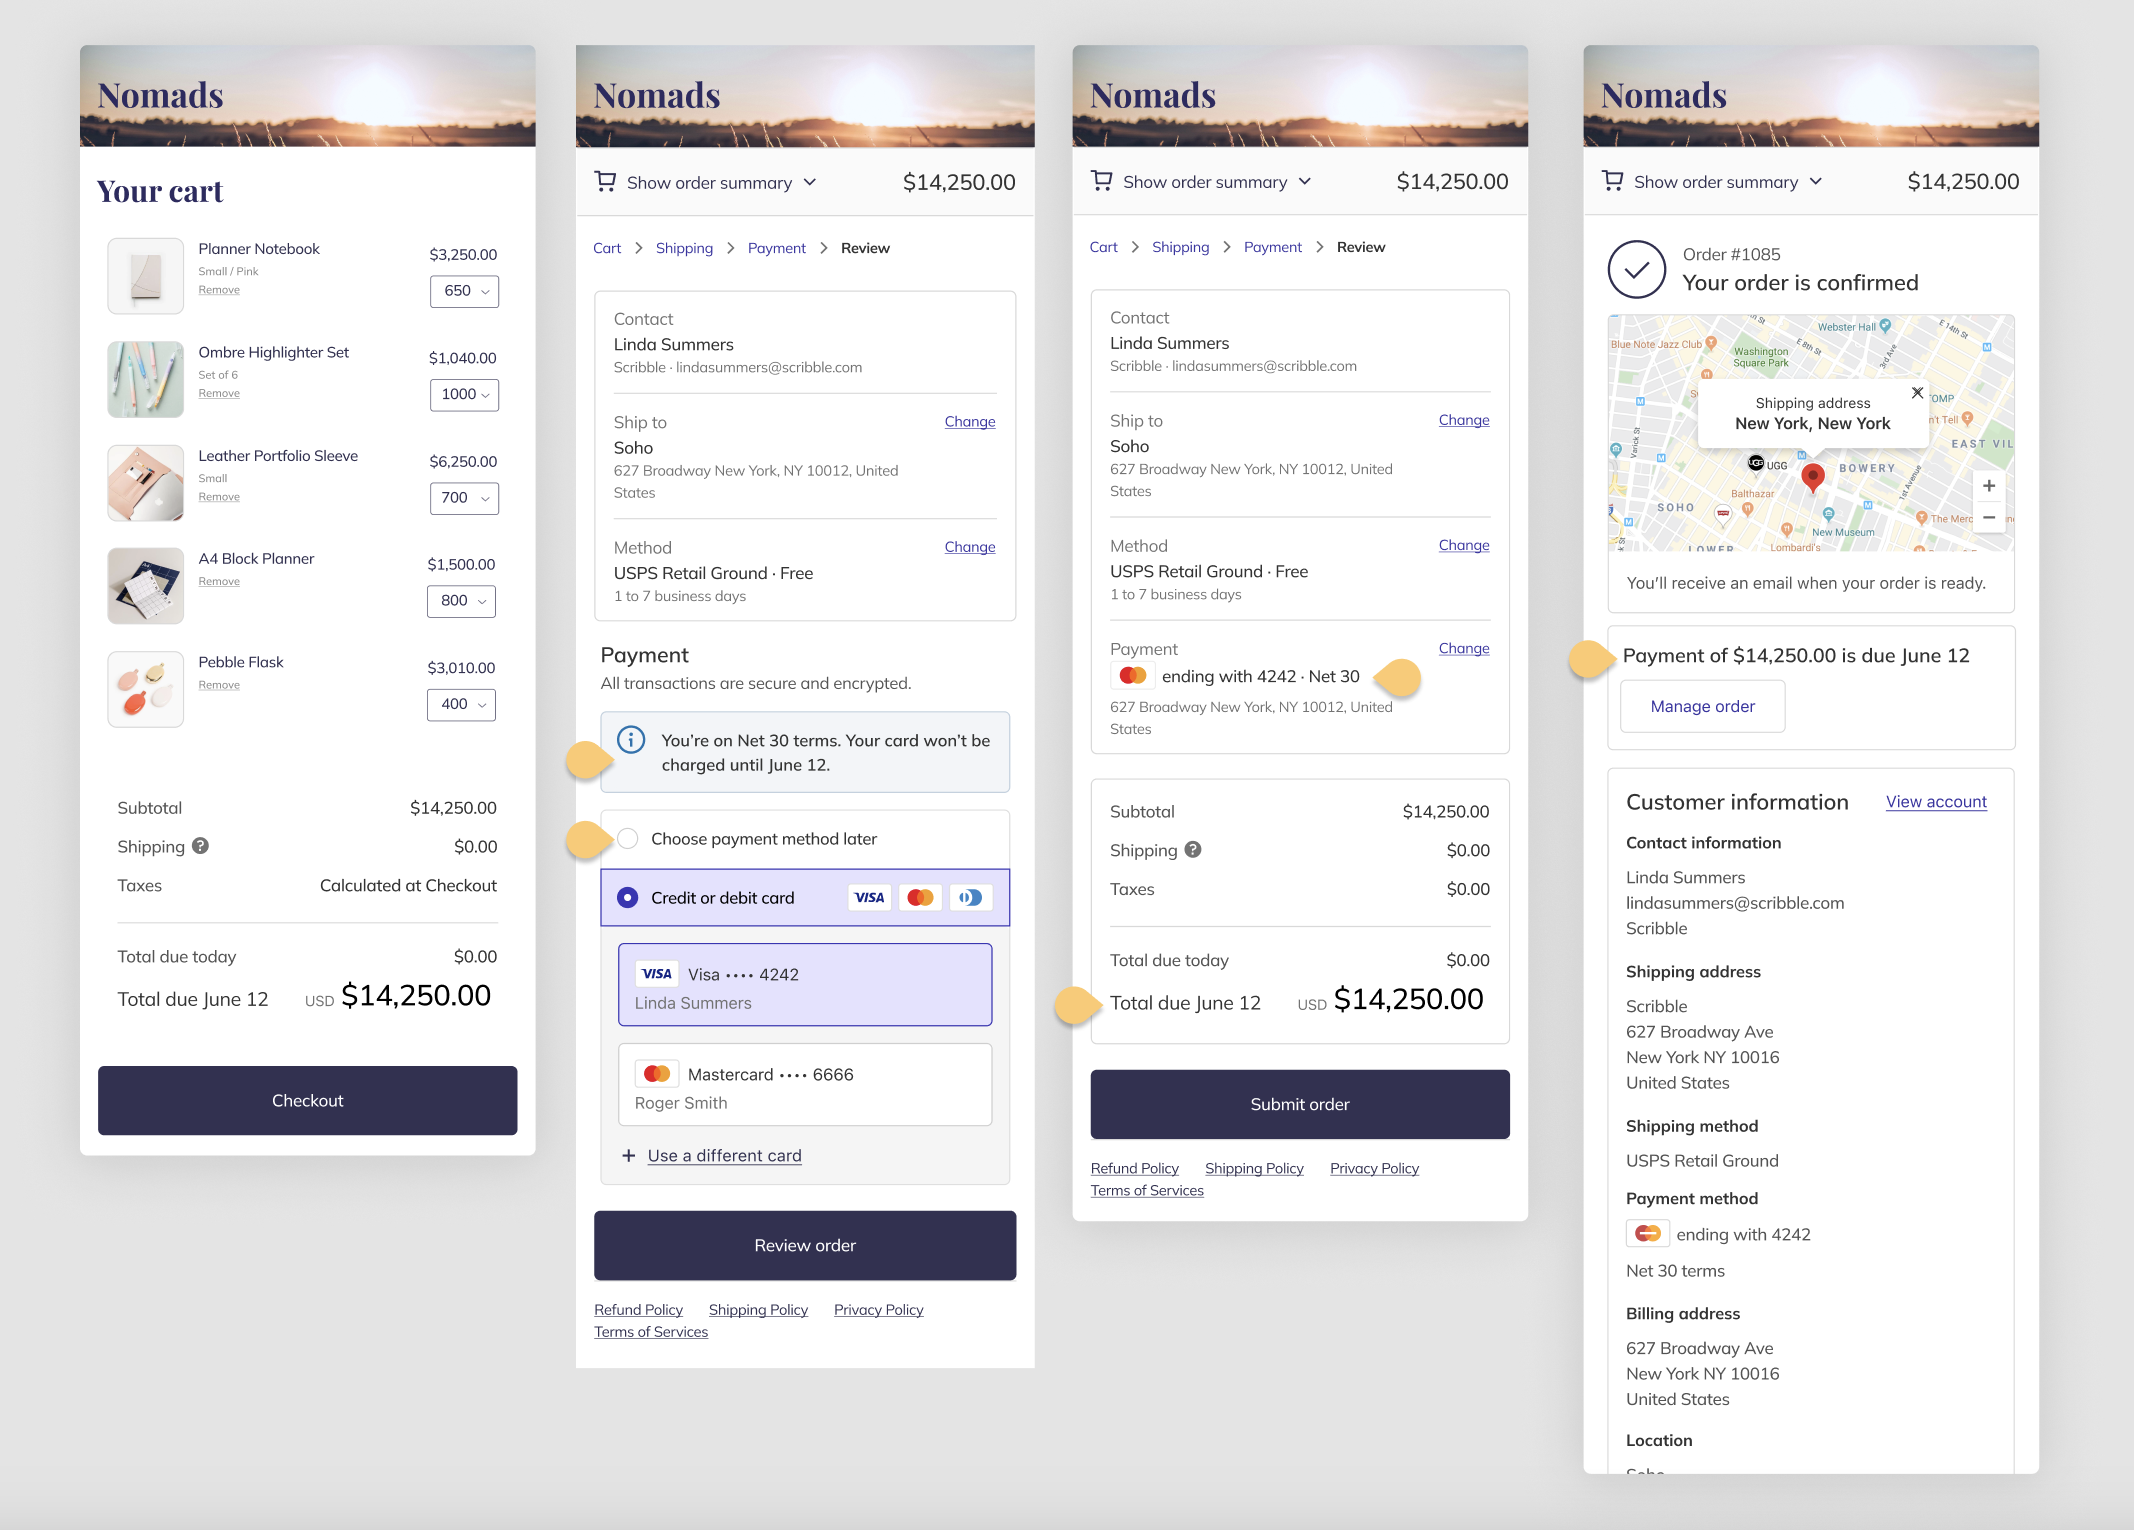 Nomads
Your cart
Planner Notebook
$3,250.00
Small / Pink
Remove
650
Ombre Highlighter Set
$1,040.00
Set of 6
Remove
1000
Leather Portfolio Sleeve
$6,250.00
Small
Remove
700
A4 Block Planner
$1,500.00
Remove
800
Pebble Flask
$3,010.00
Remove
400
Subtotal
$14,250.00
Shipping ?
$0.00
Taxes
Calculated at Checkout
Total due today
$0.00
Total due June 12
USD $14,250.00
Checkout
Nomads
Show order summary
$14,250.00
Cart > Shipping > Payment > Review
Contact
Linda Summers
Scribble · lindasummers@scribble.com
Ship to
Change
Soho
627 Broadway New York, NY 10012, United
States
Method
Change
USPS Retail Ground · Free
1 to 7 business days
Payment
All transactions are secure and encrypted.
You're on Net 30 terms. Your card won't be
charged until June 12.
Choose payment method later
Credit or debit card
VISA
VISA Visa •••• 4242
Linda Summers
Mastercard •••• 6666
Roger Smith
+ Use a different card
Review order
Refund Policy
Shipping Policy
Privacy Policy
Terms of Services
Nomads
Show order summary
$14,250.00
Cart > Shipping > Payment > Review
Contact
Linda Summers
Scribble · lindasummers@scribble.com
Ship to
Change
Soho
627 Broadway New York, NY 10012, United
States
Method
Change
USPS Retail Ground · Free
1 to 7 business days
Payment
Change
ending with 4242 · Net 30
627 Broadway New York, NY 10012, United
States
Subtotal
$14,250.00
Shipping ?
$0.00
Taxes
$0.00
Total due today
$0.00
Total due June 12
USD $14,250.00
Submit order
Refund Policy
Shipping Policy
Privacy Policy
Terms of Services
Nomads
Show order summary
$14,250.00
Order #1085
Your order is confirmed
Webster Hall
E 14th St
Blue Note Jazz Club
E 8th St
Washington
Square Park
3rd Ave
Shipping address
New York, New York
Varick St
EAST VIL
UGG
BOWERY
1st Avenue
Balthazar
SOHO
New Museum
LOWER
Lombardi's
+
−
You'll receive an email when your order is ready.
Payment of $14,250.00 is due June 12
Manage order
Customer information
View account
Contact information
Linda Summers
lindasummers@scribble.com
Scribble
Shipping address
Scribble
627 Broadway Ave
New York NY 10016
United States
Shipping method
USPS Retail Ground
Payment method
ending with 4242
Net 30 terms
Billing address
627 Broadway Ave
New York NY 10016
United States
Location
Soho